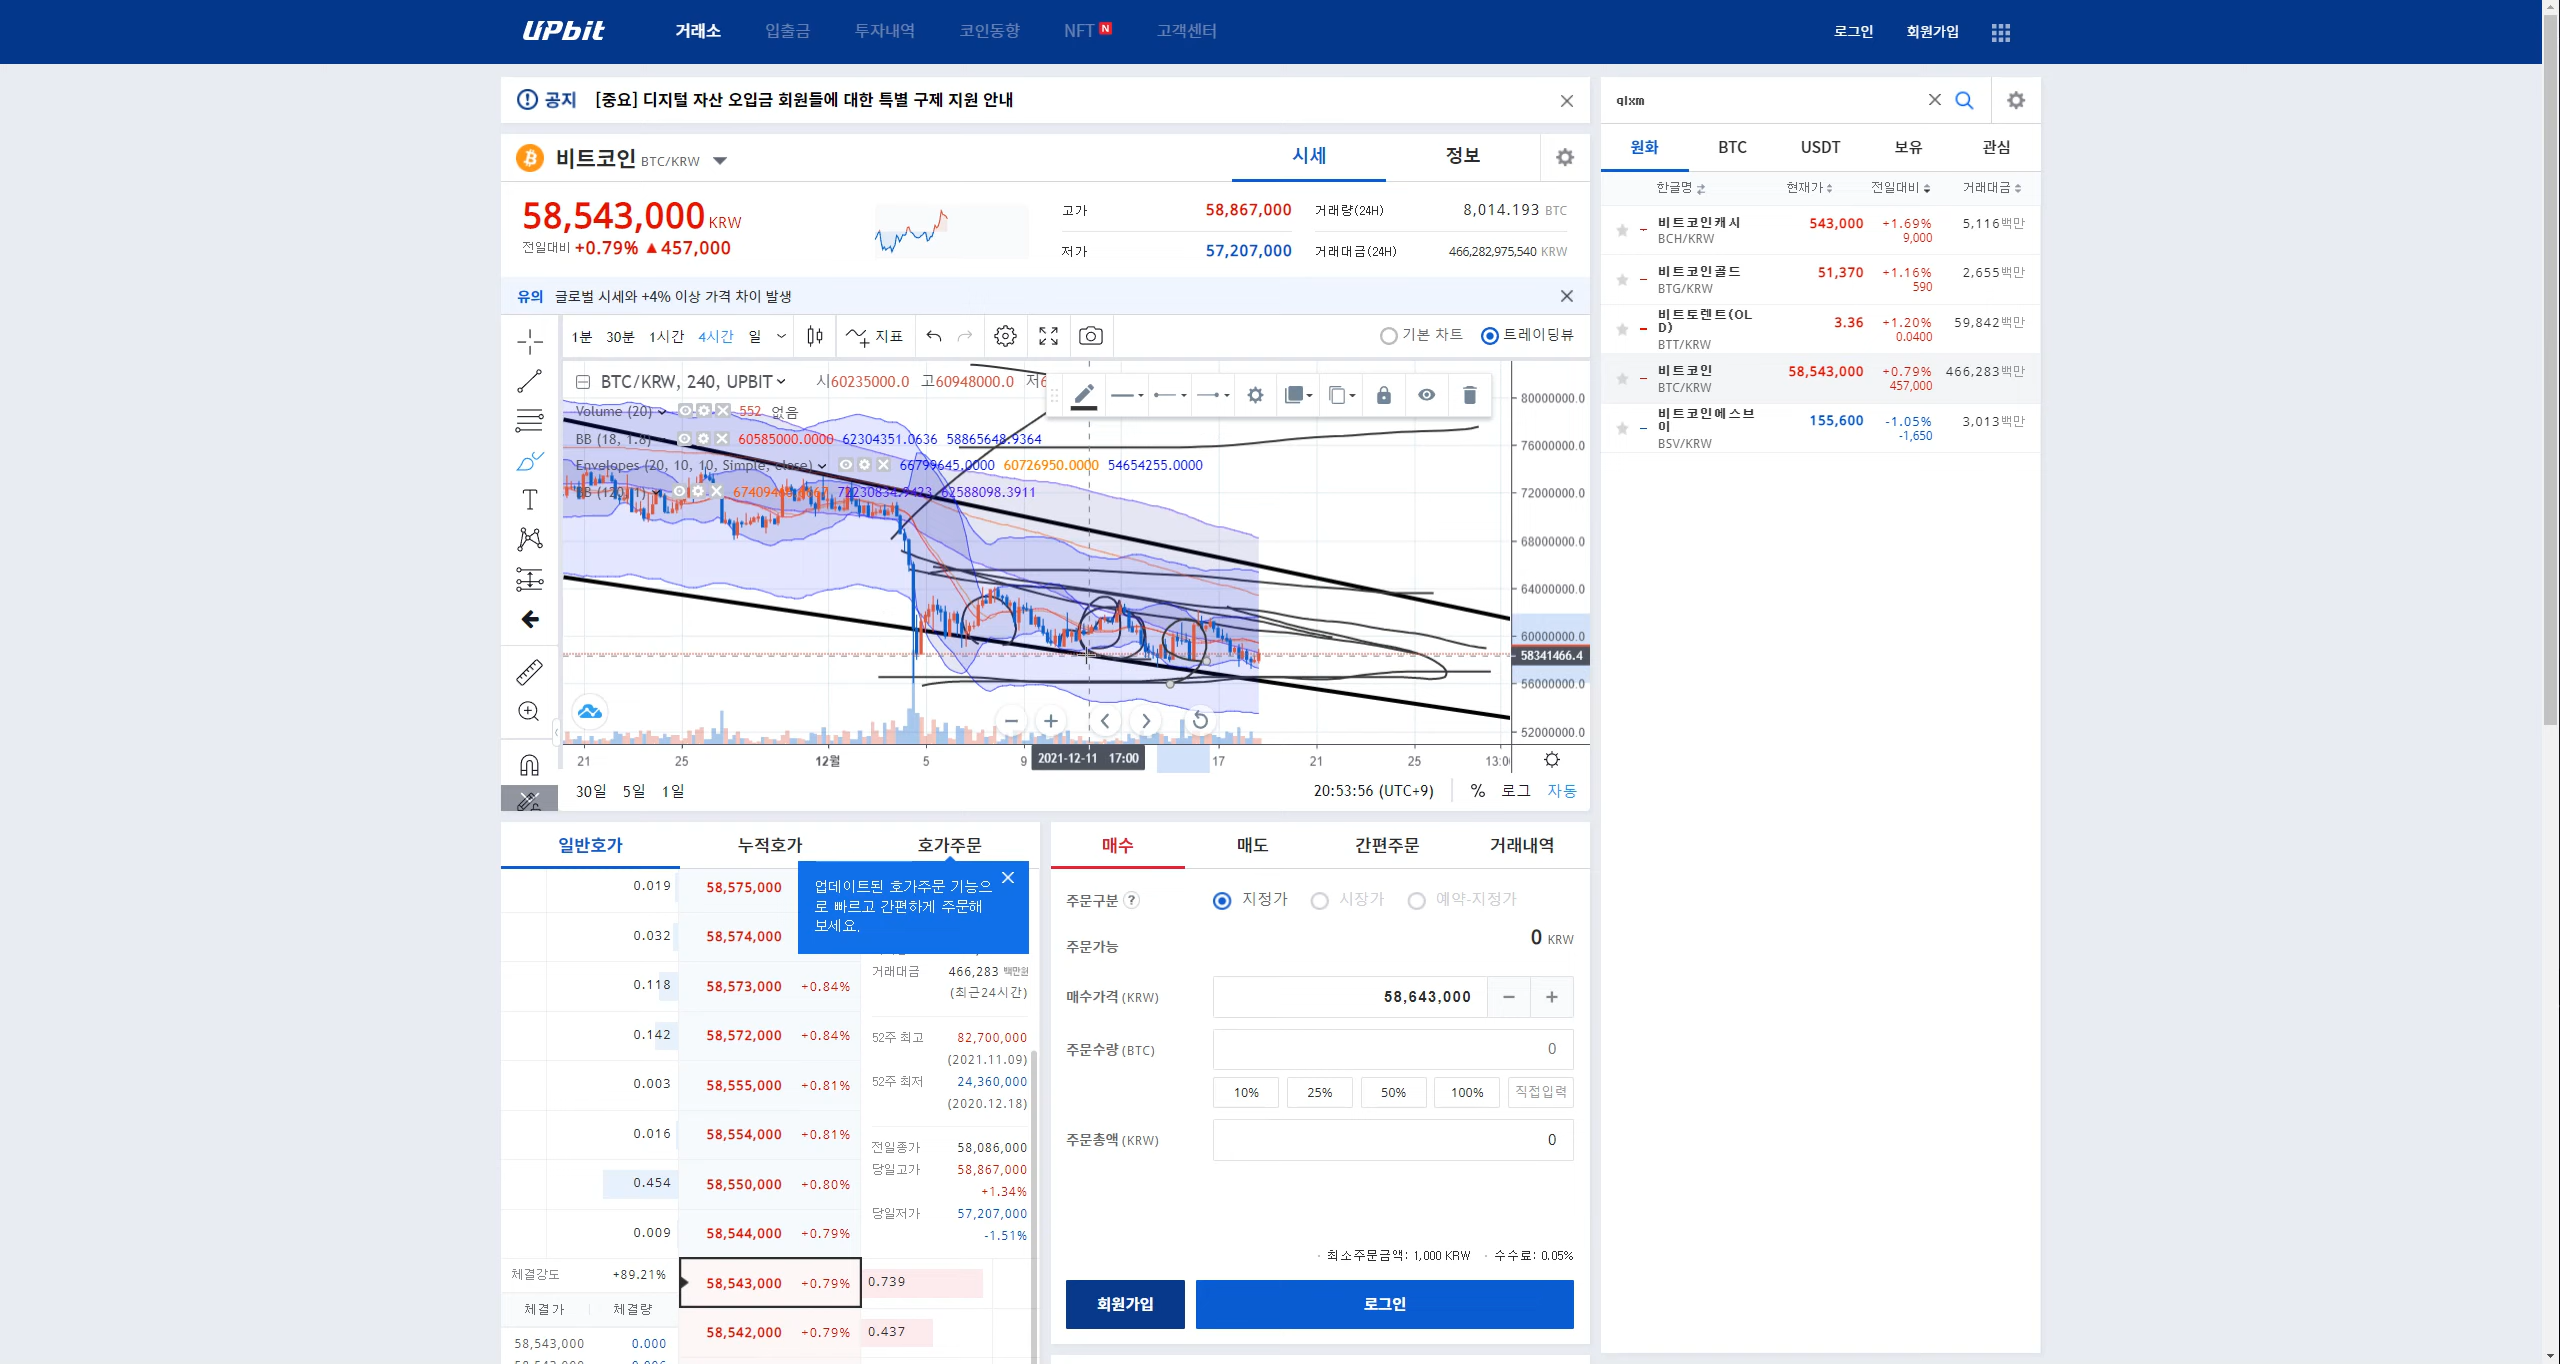 UPbit 거래소 입출금 투자내역 코인동향 NFT N 고객센터 로그인 회원가입
공지 [중요] 디지털 자산 오입금 회원들에 대한 특별 구제 지원 안내
비트코인 BTC/KRW 시세 정보
58,543,000 KRW
전일대비 +0.79% ▲457,000
고가 58,867,000 거래량(24H) 8,014.193 BTC
저가 57,207,000 거래대금(24H) 466,282,975,540 KRW
유의 글로벌 시세와 +4% 이상 가격 차이 발생
1분 30분 1시간 4시간 일 지표 기본 차트 트레이딩뷰
BTC/KRW, 240, UPBIT 시60235000.0 고60948000.0 저6
Volume (20) 552 없음
BB (18, 1.8) 60585000.0000 62304351.0636 58865648.9364
Envelopes (20, 10, 10, Simple, close) 66799645.0000 60726950.0000 54654255.0000
BB (120, 1) 62588098.3911
80000000.0
76000000.0
72000000.0
68000000.0
64000000.0
60000000.0
58341466.4
56000000.0
52000000.0
21 25 12월 5 9 2021-12-11 17:00 17 21 25 13:0
30일 5일 1일 20:53:56 (UTC+9) % 로그 자동
일반호가 누적호가 호가주문
업데이트된 호가주문 기능으
로 빠르고 간편하게 주문해
보세요.
0.019 58,575,000
0.032 58,574,000
0.118 58,573,000 +0.84%
0.142 58,572,000 +0.84%
0.003 58,555,000 +0.81%
0.016 58,554,000 +0.81%
0.454 58,550,000 +0.80%
0.009 58,544,000 +0.79%
58,543,000 +0.79% 0.739
58,542,000 +0.79% 0.437
체결강도 +89.21%
체결가 체결량
58,543,000 0.000
거래대금 466,283 백만원
(최근24시간)
52주 최고 82,700,000
(2021.11.09)
52주 최저 24,360,000
(2020.12.18)
전일종가 58,086,000
당일고가 58,867,000
+1.34%
당일저가 57,207,000
-1.51%
매수 매도 간편주문 거래내역
주문구분 ? 지정가 시장가 예약-지정가
주문가능 0 KRW
매수가격 (KRW) 58,643,000 − +
주문수량 (BTC) 0
10% 25% 50% 100% 직접입력
주문총액 (KRW) 0
· 최소주문금액: 1,000 KRW · 수수료: 0.05%
회원가입 로그인
qlxm
원화 BTC USDT 보유 관심
한글명 현재가 전일대비 거래대금
비트코인캐시 543,000 +1.69% 5,116백만
BCH/KRW 9,000
비트코인골드 51,370 +1.16% 2,655백만
BTG/KRW 590
비트토렌트(OL
D) 3.36 +1.20% 59,842백만
BTT/KRW 0.0400
비트코인 58,543,000 +0.79% 466,283백만
BTC/KRW 457,000
비트코인에스브
이 155,600 -1.05% 3,013백만
BSV/KRW -1,650